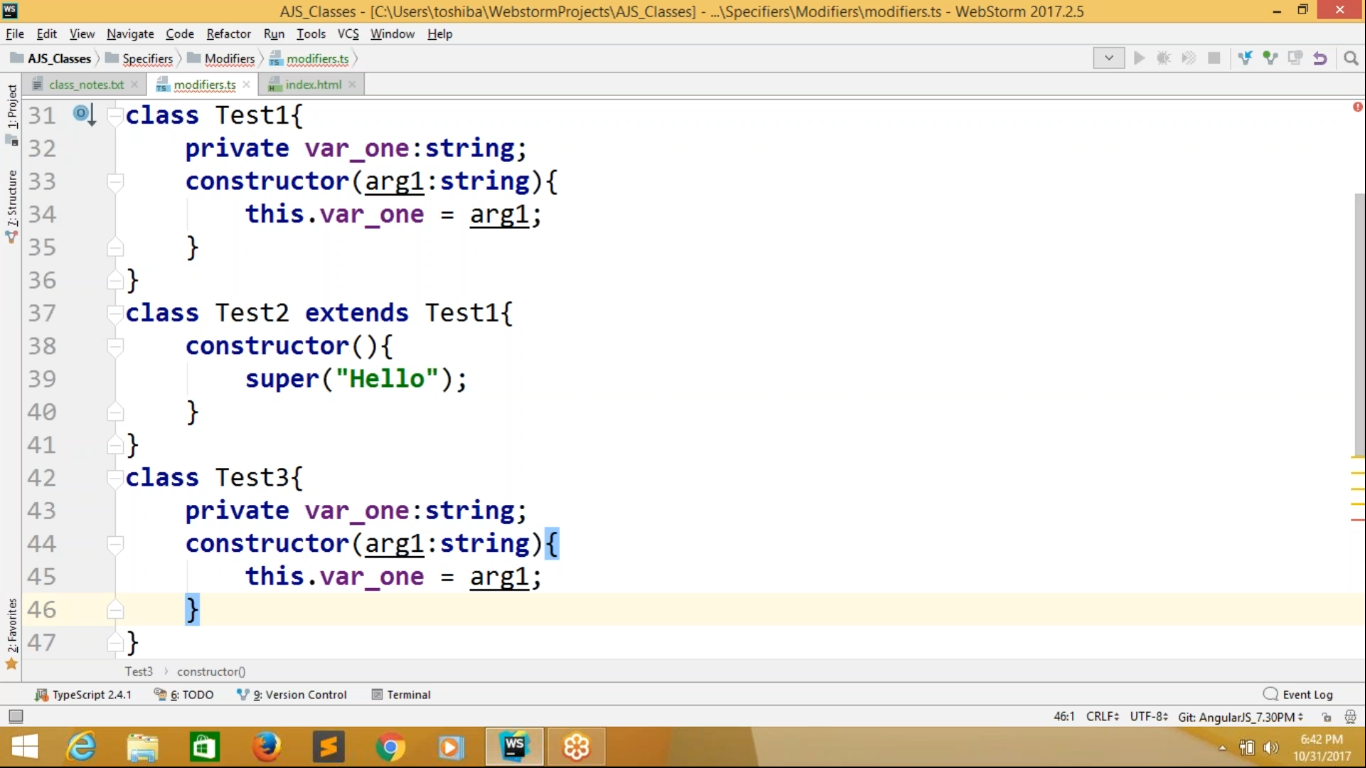 AJS_Classes - [C:\Users\toshiba\WebstormProjects\AJS_Classes] - ...\Specifiers\Modifiers\modifiers.ts - WebStorm 2017.2.5
File Edit View Navigate Code Refactor Run Tools VCS Window Help
AJS_Classes Specifiers Modifiers modifiers.ts
class_notes.txt modifiers.ts index.html
1: Project
7: Structure
2: Favorites
31 class Test1{
32 private var_one:string;
33 constructor(arg1:string){
34 this.var_one = arg1;
35 }
36 }
37 class Test2 extends Test1{
38 constructor(){
39 super("Hello");
40 }
41 }
42 class Test3{
43 private var_one:string;
44 constructor(arg1:string){
45 this.var_one = arg1;
46 }
47 }
Test3 constructor()
TypeScript 2.4.1 6: TODO 9: Version Control Terminal Event Log
46:1 CRLF UTF-8 Git: AngularJS_7.30PM
WS
6:42 PM
10/31/2017